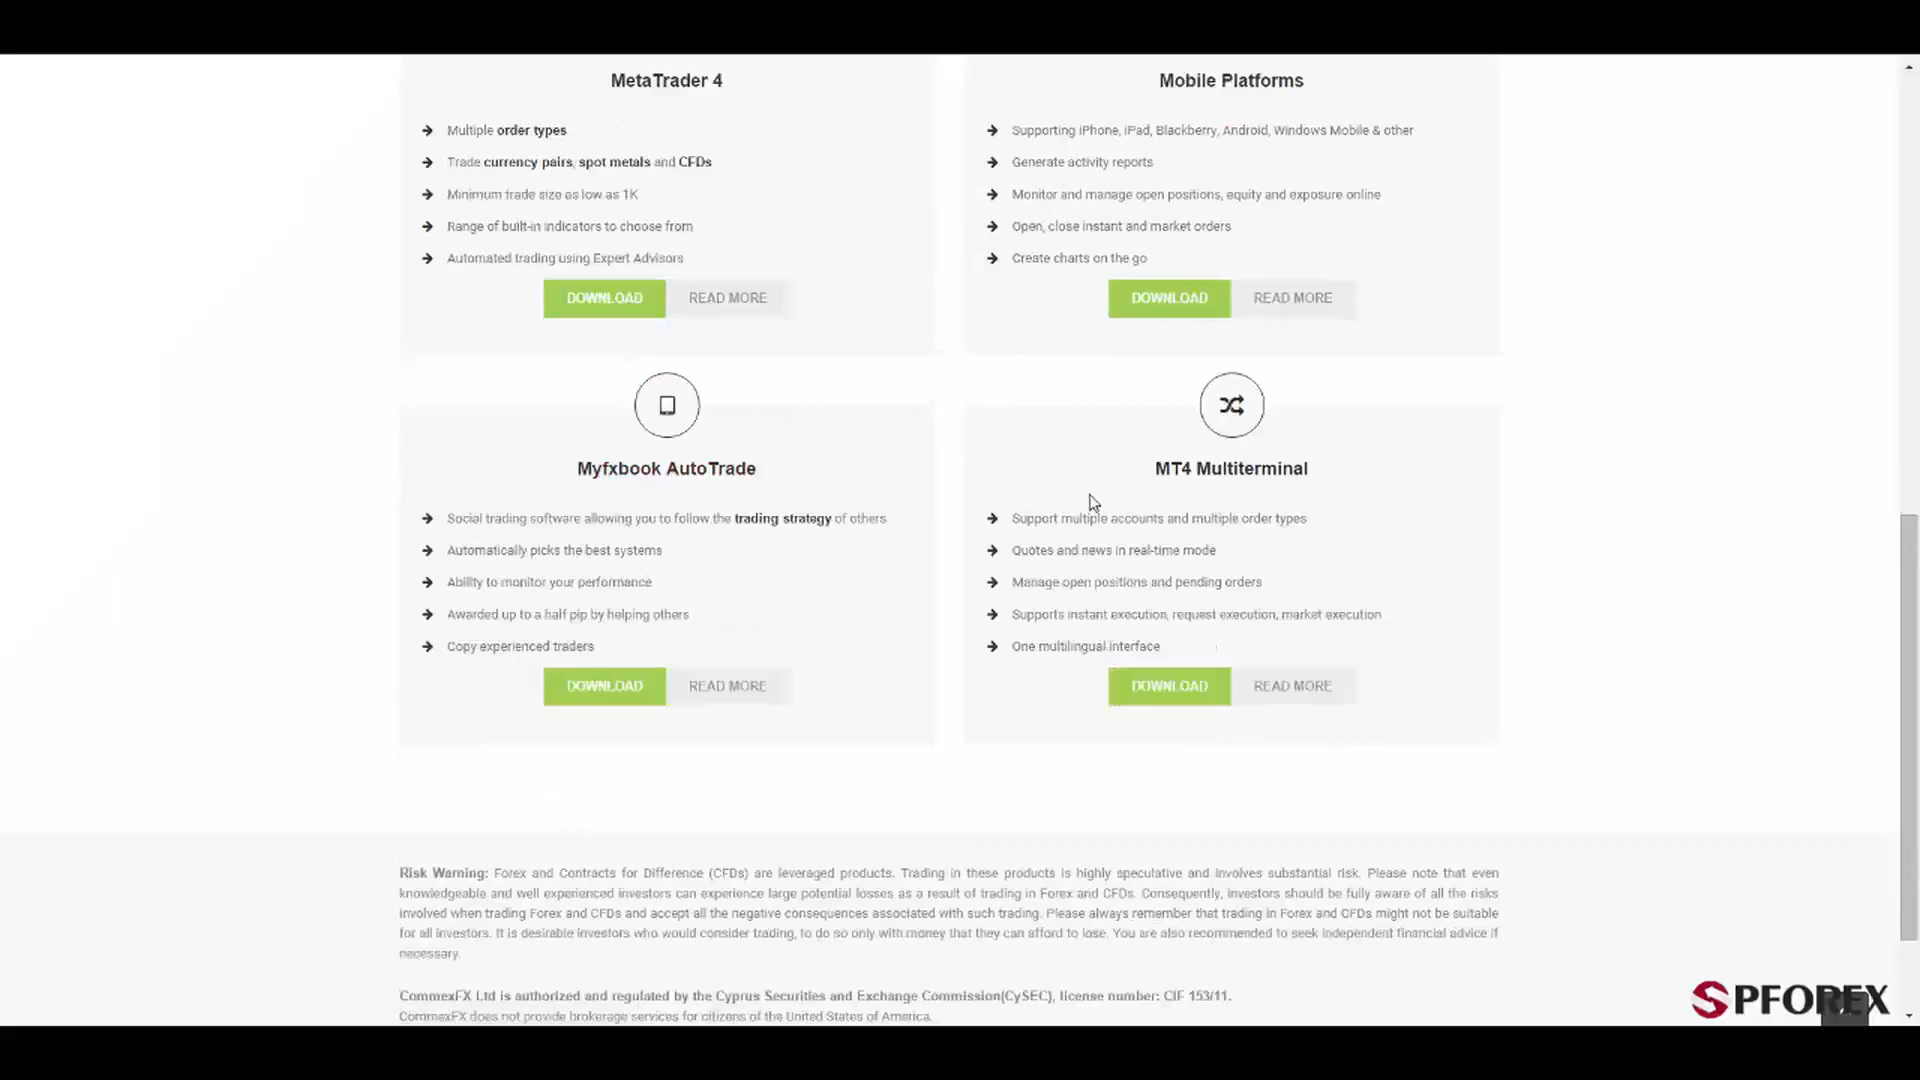 MetaTrader 4
Multiple order types
Trade currency pairs, spot metals and CFDs
Minimum trade size as low as 1K
Range of built-in indicators to choose from
Automated trading using Expert Advisors
DOWNLOAD READ MORE
Mobile Platforms
Supporting iPhone, iPad, Blackberry, Android, Windows Mobile & other
Generate activity reports
Monitor and manage open positions, equity and exposure online
Open, close instant and market orders
Create charts on the go
DOWNLOAD READ MORE
Myfxbook AutoTrade
Social trading software allowing you to follow the trading strategy of others
Automatically picks the best systems
Ability to monitor your performance
Awarded up to a half pip by helping others
Copy experienced traders
DOWNLOAD READ MORE
MT4 Multiterminal
Support multiple accounts and multiple order types
Quotes and news in real-time mode
Manage open positions and pending orders
Supports instant execution, request execution, market execution
One multilingual interface
DOWNLOAD READ MORE
Risk Warning: Forex and Contracts for Difference (CFDs) are leveraged products. Trading in these products is highly speculative and involves substantial risk. Please note that even
knowledgeable and well experienced investors can experience large potential losses as a result of trading in Forex and CFDs. Consequently, investors should be fully aware of all the risks
involved when trading Forex and CFDs and accept all the negative consequences associated with such trading. Please always remember that trading in Forex and CFDs might not be suitable
for all investors. It is desirable investors who would consider trading, to do so only with money that they can afford to lose. You are also recommended to seek independent financial advice if
necessary.
CommexFX Ltd is authorized and regulated by the Cyprus Securities and Exchange Commission(CySEC), license number: CIF 153/11.
CommexFX does not provide brokerage services for citizens of the United States of America.
SPFOREX